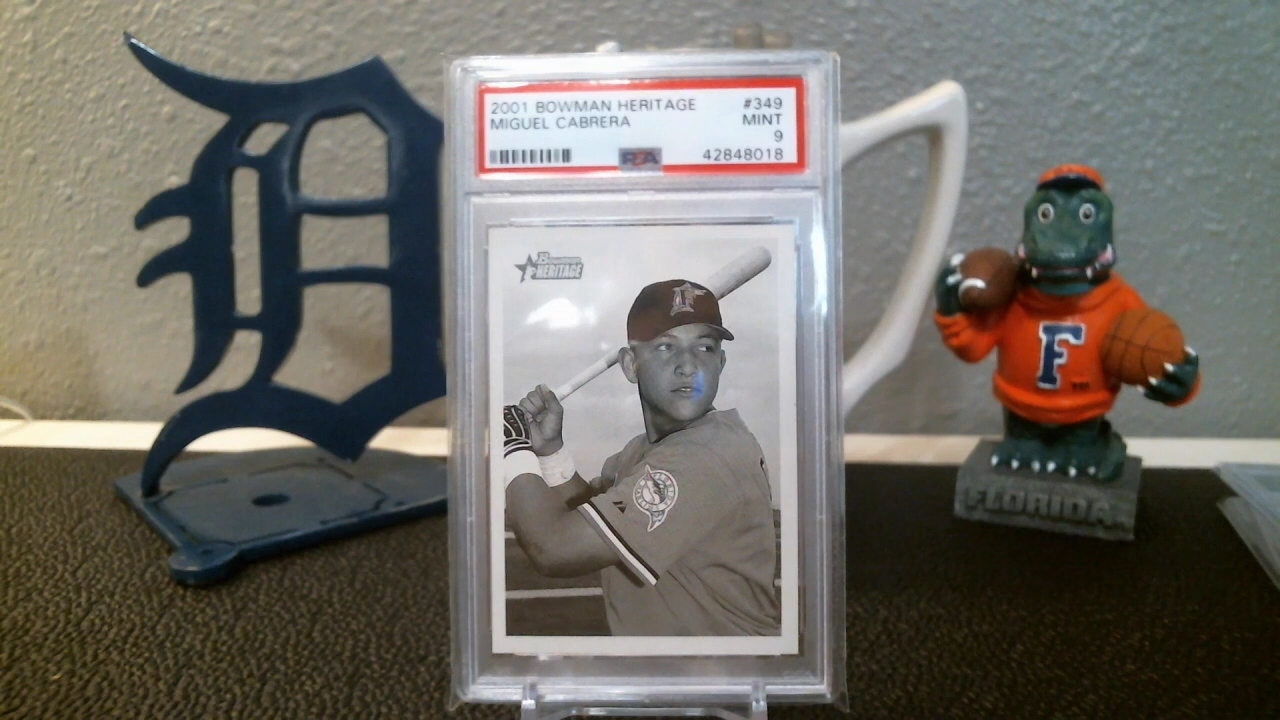 2001 BOWMAN HERITAGE #349
MIGUEL CABRERA MINT
9
PSA 42848018
Bowman
HERITAGE
F
D
F
FLORIDA